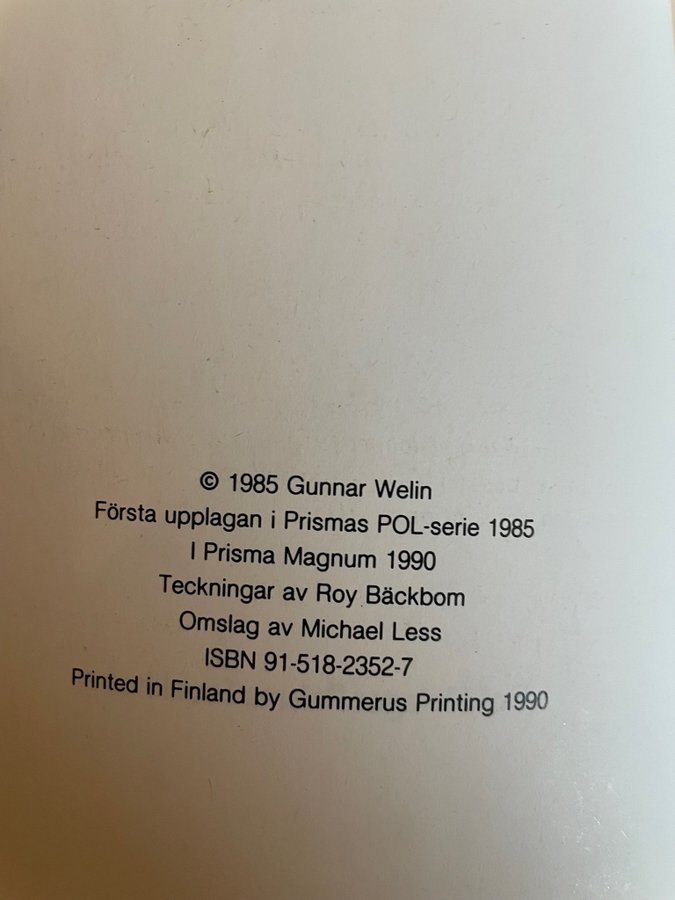 © 1985 Gunnar Welin
Första upplagan i Prismas POL-serie 1985
I Prisma Magnum 1990
Teckningar av Roy Bäckbom
Omslag av Michael Less
ISBN 91-518-2352-7
Printed in Finland by Gummerus Printing 1990